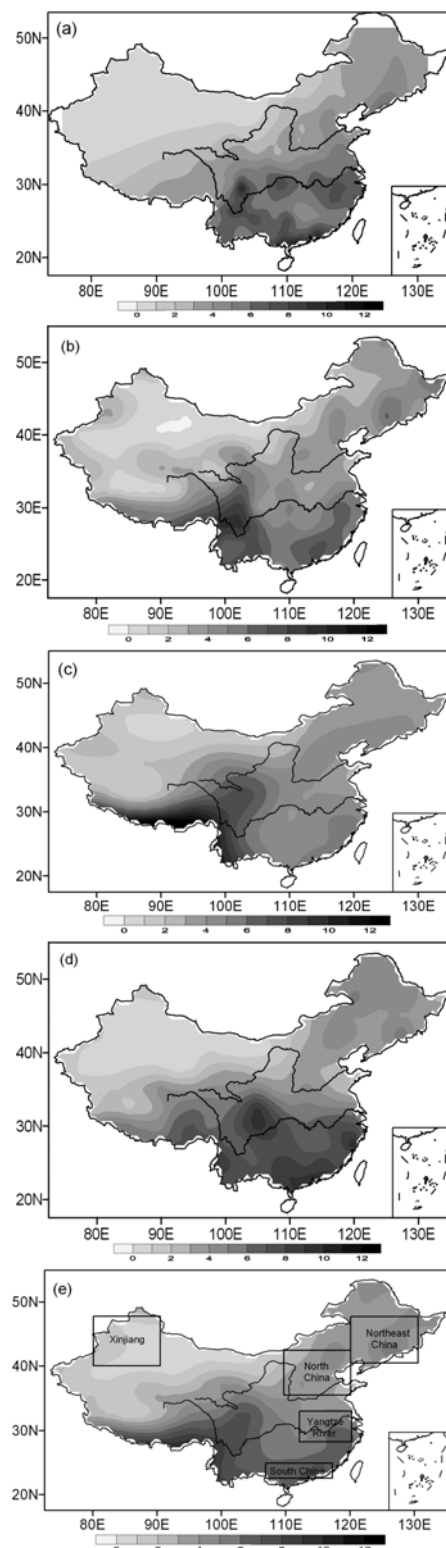 (a)
50N
40N
30N
20N
80E 90E 100E 110E 120E 130E
0 2 4 6 8 10 12
(b)
50E
40E
30E
20E
80E 90E 100E 110E 120E 130E
0 2 4 6 8 10 12
(c)
50N
40N
30N
20N
80E 90E 100E 110E 120E 130E
0 2 4 6 8 10 12
(d)
50N
40N
30N
20N
80E 90E 100E 110E 120E 130E
0 2 4 6 8 10 12
(e)
50N
Xinjiang
Northeast
China
40N
North
China
30N
Yangtze
River
South China
20N
80E 90E 100E 110E 120E 130E